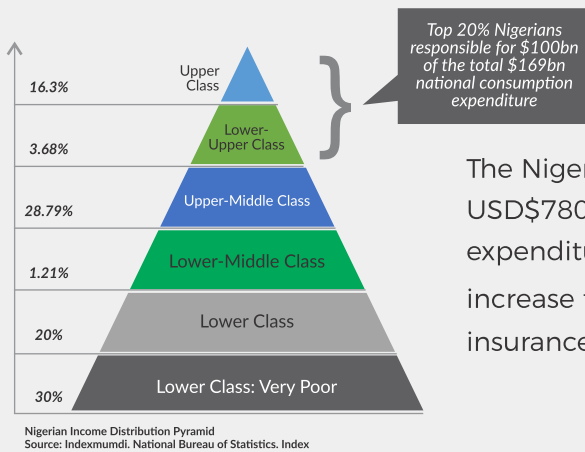 Top 20% Nigerians
responsible for $100bn
of the total $169bn
national consumption
expenditure
Upper
Class
16.3%
Lower-
Upper Class
3.68%
Upper-Middle Class
28.79%
Lower-Middle Class
1.21%
Lower Class
20%
Lower Class: Very Poor
30%
The Niger
USD$780
expenditu
increase
insurance
Nigerian Income Distribution Pyramid
Source: Indexmumdi. National Bureau of Statistics. Index